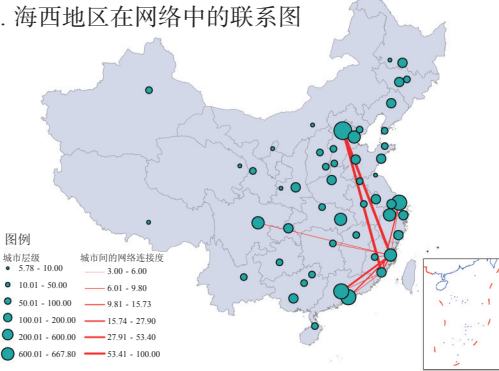 . 海西地区在网络中的联系图
图例
城市层级 城市间的网络连接度
5.78 - 10.00 3.00 - 6.00
10.01 - 50.00 6.01 - 9.80
50.01 - 100.00 9.81 - 15.73
100.01 - 200.00 15.74 - 27.90
200.01 - 600.00 27.91 - 53.40
600.01 - 667.80 53.41 - 100.00